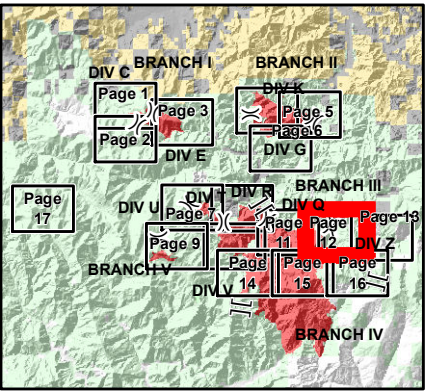 BRANCH I
BRANCH II
DIV C
DIV K
Page 1
Page 3
Page 5
Page 2
Page 6
DIV E
DIV G
BRANCH III
Page
17
DIV R
DIV U
Page 7
DIV Q
Page 13
Page
11
Page
12
Page 9
DIV Z
BRANCH V
Page
14
Page
15
Page
16
DIV V
BRANCH IV